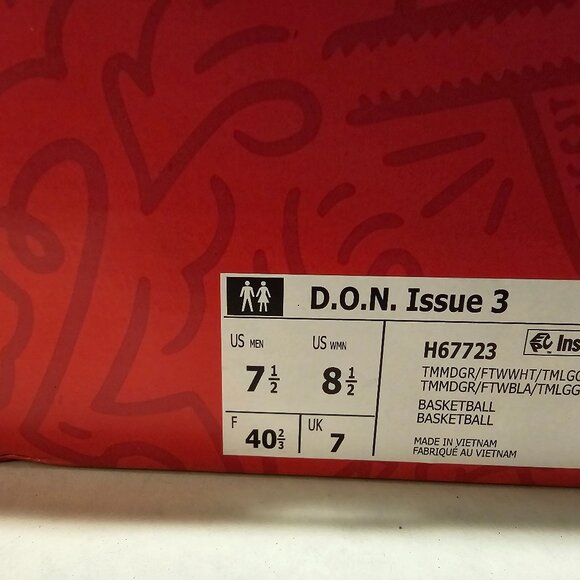 D.O.N. Issue 3
US MEN US WMN
7 1/2 8 1/2
F 40 2/3 UK 7
H67723
TMMDGR/FTWWHT/TMLGG
TMMDGR/FTWBLA/TMLGG
BASKETBALL
BASKETBALL
MADE IN VIETNAM
FABRIQUÉ AU VIETNAM